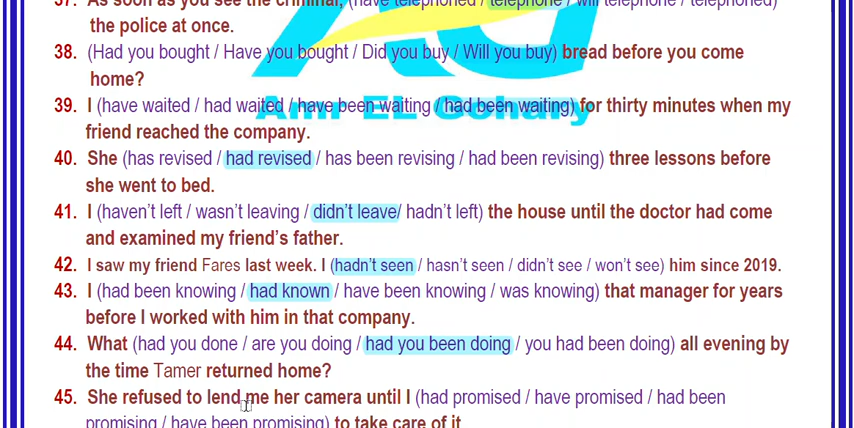 37. As soon as you see the criminal, (have telephoned / telephone / will telephone / telephoned)
the police at once.
38. (Had you bought / Have you bought / Did you buy / Will you buy) bread before you come
home?
39. I (have waited / had waited / have been waiting / had been waiting) for thirty minutes when my
friend reached the company.
40. She (has revised / had revised / has been revising / had been revising) three lessons before
she went to bed.
41. I (haven't left / wasn't leaving / didn't leave/ hadn't left) the house until the doctor had come
and examined my friend's father.
42. I saw my friend Fares last week. I (hadn't seen / hasn't seen / didn't see / won't see) him since 2019.
43. I (had been knowing / had known / have been knowing / was knowing) that manager for years
before I worked with him in that company.
44. What (had you done / are you doing / had you been doing / you had been doing) all evening by
the time Tamer returned home?
45. She refused to lend me her camera until I (had promised / have promised / had been
promising / have been promising) to take care of it
Amr EL Gohary